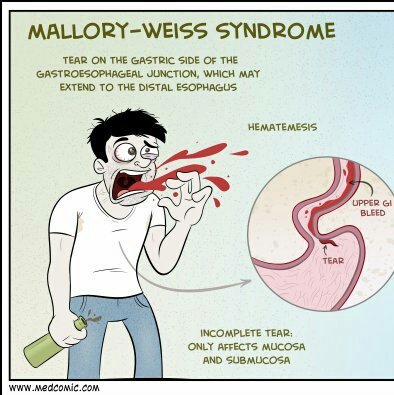 MALLORY-WEISS SYNDROME
TEAR ON THE GASTRIC SIDE OF THE
GASTROESOPHAGEAL JUNCTION, WHICH MAY
EXTEND TO THE DISTAL ESOPHAGUS
HEMATEMESIS
UPPER GI
BLEED
TEAR
INCOMPLETE TEAR:
ONLY AFFECTS MUCOSA
AND SUBMUCOSA
www.medcomic.com